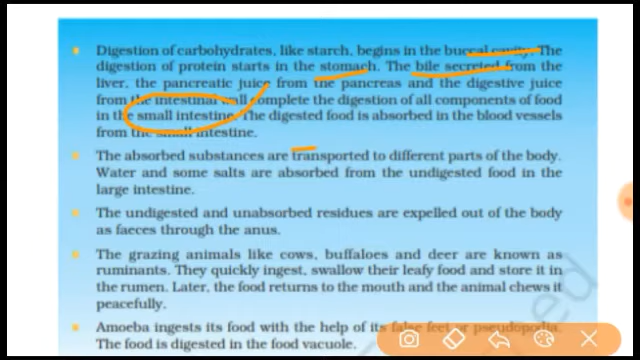 Digestion of carbohydrates, like starch, begins in the buccal cavity. The
digestion of protein starts in the stomach. The bile secreted from the
liver, the pancreatic juice from the pancreas and the digestive juice
from the intestinal wall complete the digestion of all components of food
in the small intestine. The digested food is absorbed in the blood vessels
from the small intestine.
The absorbed substances are transported to different parts of the body.
Water and some salts are absorbed from the undigested food in the
large intestine.
The undigested and unabsorbed residues are expelled out of the body
as faeces through the anus.
The grazing animals like cows, buffaloes and deer are known as
ruminants. They quickly ingest, swallow their leafy food and store it in
the rumen. Later, the food returns to the mouth and the animal chews it
peacefully.
Amoeba ingests its food with the help of its false feet or pseudopodia.
The food is digested in the food vacuole.